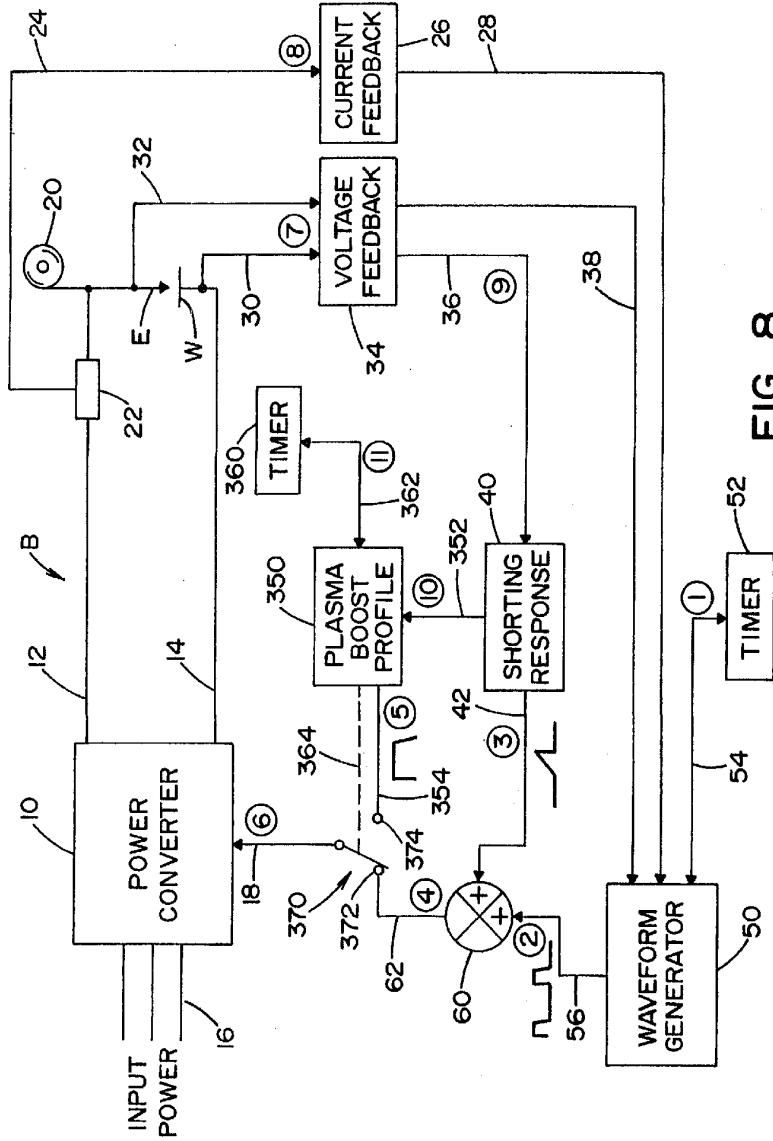 24
8
CURRENT
FEEDBACK
26
28
20
32
7
VOLTAGE
FEEDBACK
E
W
30
34
36
9
38
22
B
12
14
360
TIMER
11
362
350
PLASMA
BOOST
PROFILE
10
352
40
SHORTING
RESPONSE
42
3
364
5
354
374
370
372
10
POWER
CONVERTER
6
18
INPUT
POWER
16
4
62
+
+
2
60
56
52
1
TIMER
54
WAVEFORM
GENERATOR
50
FIG. 8